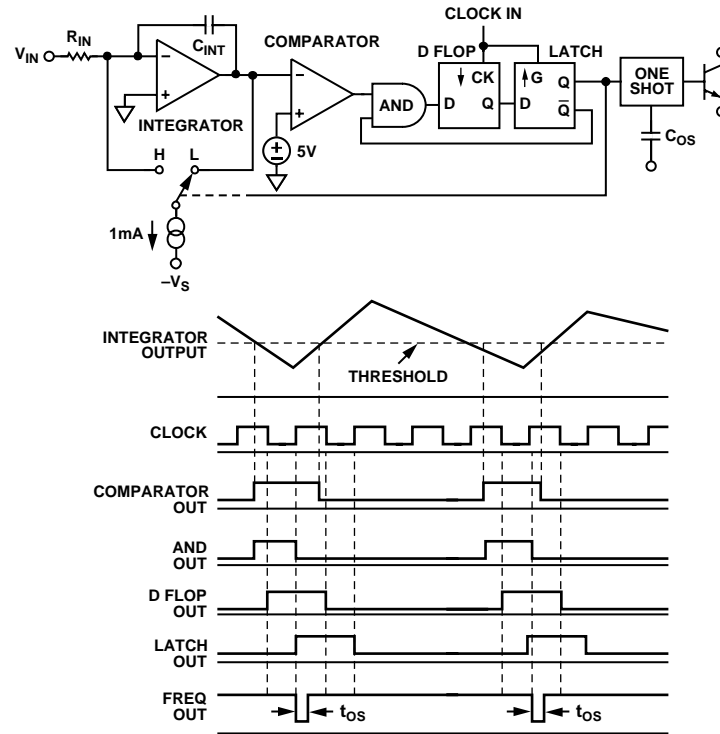 CLOCK IN
R_IN
C_INT
V_IN
COMPARATOR
D FLOP
LATCH
– + INTEGRATOR
– +
AND
CK
D Q
G
D Q
Q̅
ONE
SHOT
C_OS
5V
H L
1mA
–V_S
INTEGRATOR
OUTPUT
THRESHOLD
CLOCK
COMPARATOR
OUT
AND
OUT
D FLOP
OUT
LATCH
OUT
FREQ
OUT
t_OS
t_OS